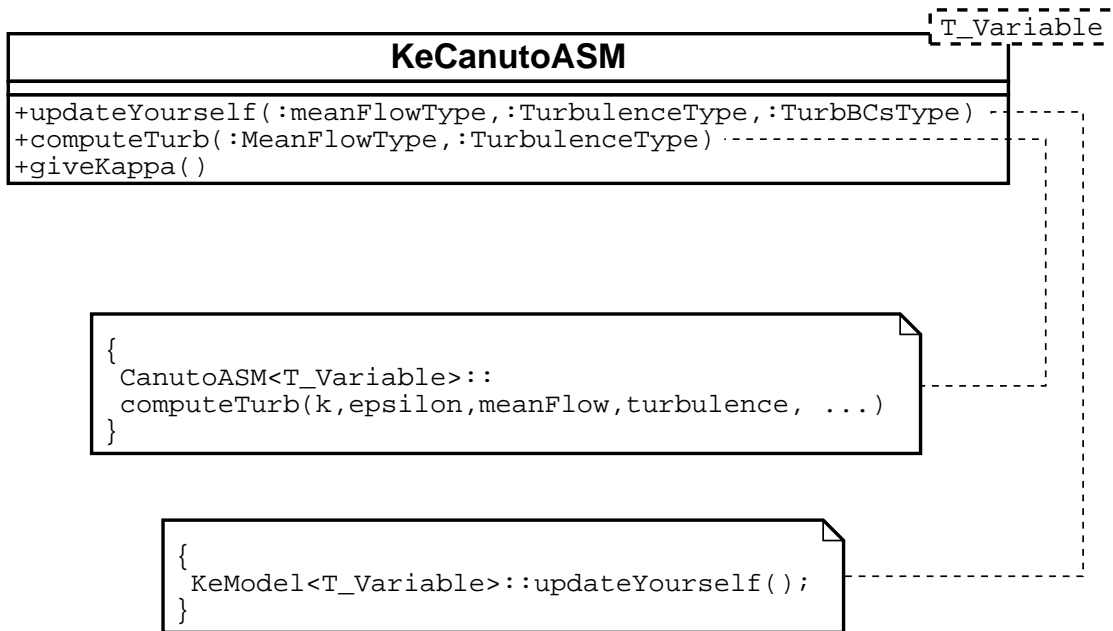 T_Variable
KeCanutoASM
+updateYourself(:meanFlowType,:TurbulenceType,:TurbBCsType)
+computeTurb(:MeanFlowType,:TurbulenceType)
+giveKappa()
{
CanutoASM<T_Variable>::
computeTurb(k,epsilon,meanFlow,turbulence, ...)
}
{
KeModel<T_Variable>::updateYourself();
}